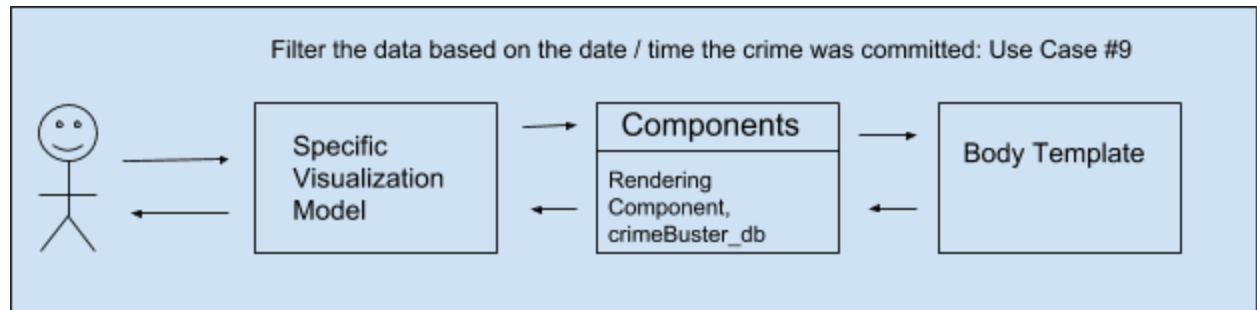 Filter the data based on the date / time the crime was committed: Use Case #9
Specific
Visualization
Model
Components
Rendering
Component,
crimeBuster_db
Body Template